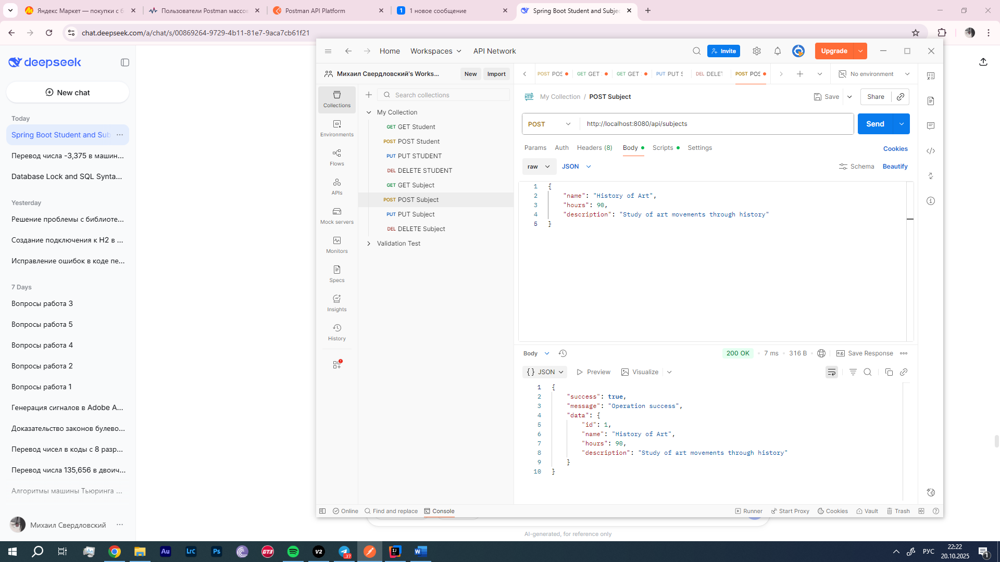 Яндекс Маркет — покупки с б
Пользователи Postman массов
Postman API Platform
1 1 новое сообщение
Spring Boot Student and Subjec
chat.deepseek.com/a/chat/s/00869264-9729-4b11-81e7-9aca7cb61f21
deepseek
New chat
Today
Spring Boot Student and Sub
Перевод числа -3,375 в машин...
Database Lock and SQL Synta...
Yesterday
Решение проблемы с библиоте...
Создание подключения к H2 в ...
Исправление ошибок в коде пе...
7 Days
Вопросы работа 3
Вопросы работа 5
Вопросы работа 4
Вопросы работа 2
Вопросы работа 1
Генерация сигналов в Adobe A...
Доказательство законов булево...
Перевод чисел в коды с 8 разр...
Перевод числа 135,656 в двоич...
Алгоритмы машины Тьюринга ...
Михаил Свердловский
Home
Workspaces
API Network
Invite
Upgrade
Михаил Свердловский's Works...
New
Import
POST POS
GET GET
GET GET
PUT PUT S
DEL DELET
POST POS
No environment
Collections
Environments
Flows
APIs
Mock servers
Monitors
Specs
Insights
History
Search collections
My Collection
GET GET Student
POST POST Student
PUT PUT STUDENT
DEL DELETE STUDENT
GET GET Subject
POST POST Subject
PUT PUT Subject
DEL DELETE Subject
Validation Test
HTTP My Collection / POST Subject
Save
Share
POST
http://localhost:8080/api/subjects
Send
Params Auth Headers (8) Body Scripts Settings
Cookies
raw JSON
Schema
Beautify
1 {
2 "name": "History of Art",
3 "hours": 90,
4 "description": "Study of art movements through history"
5 }
Body
200 OK
7 ms
316 B
e.g. Save Response
{} JSON
Preview
Visualize
1 {
2 "success": true,
3 "message": "Operation success",
4 "data": {
5 "id": 1,
6 "name": "History of Art",
7 "hours": 90,
8 "description": "Study of art movements through history"
9 }
10 }
Online
Find and replace
Console
Runner
Start Proxy
Cookies
Vault
Trash
AI-generated, for reference only
Au
Lrc
Ps
GT3
V2
.37
IJ
W
РУС
22:22
20.10.2025
1